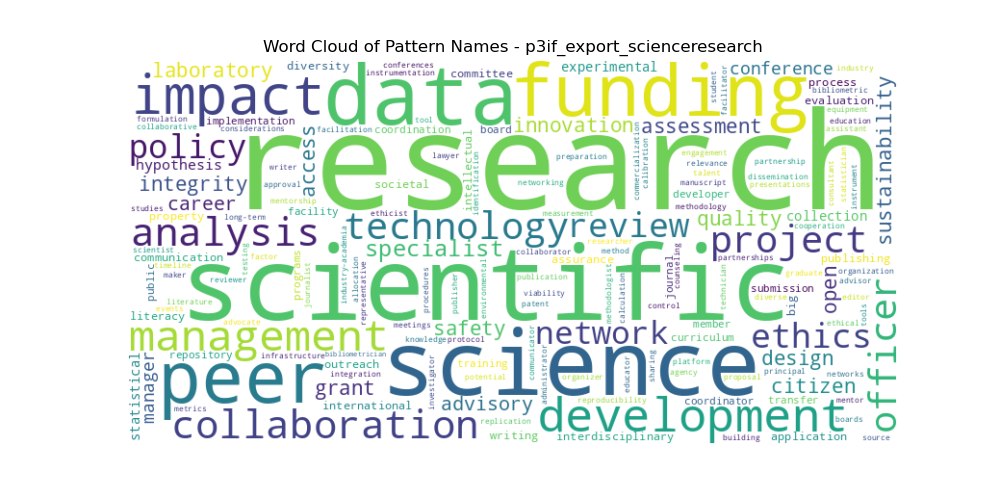 Word Cloud of Pattern Names - p3if_export_scienceresearch
laboratory
diversity
conferences
instrumentation
committee
experimental
conference
industry
student
facilitator
process
bibliometric
evaluation
equipment
impact
data
funding
formulation
collaborative
implementation
considerations
facilitation
tool
coordination
board
innovation
assessment
education
assistant
sustainability
policy
research
access
hypothesis
writer
approval
societal
lawyer
intellectual
identification
preparation
networking
commercialization
calibration
engagement
relevance
talent
manuscript
partnership
dissemination
presentations
consultant
statistician
instrument
integrity
career
mentorship
developer
methodology
studies
property
long-term
facility
ethicist
measurement
quality
collection
cooperation
analysis
technology
review
project
specialist
scientist
communication
factor
testing
programs
journalist
industry-academia
allocation
representative
collaborator
researcher
method
assurance
journal
counseling
partnerships
publishing
public
timeline
maker
reviewer
scientific
procedures
publisher
environmental
publication
viability
patent
methodologist
calculation
control
technician
submission
diverse
graduate
big
open
organization
advisor
editor
ethical
tools
officer
literature
events
literacy
advocate
meetings
safety
knowledge
protocol
network
member
curriculum
ethics
management
repository
infrastructure
bibliometrician
outreach
integration
training
potential
communicator
administrator
organizer
educator
sharing
platform
agency
proposal
design
principal
networks
statistical
manager
peer
grant
science
investigator
citizen
metrics
international
advisory
reproducibility
coordinator
transfer
mentor
boards
collaboration
replication
development
writing
interdisciplinary
building
application
source